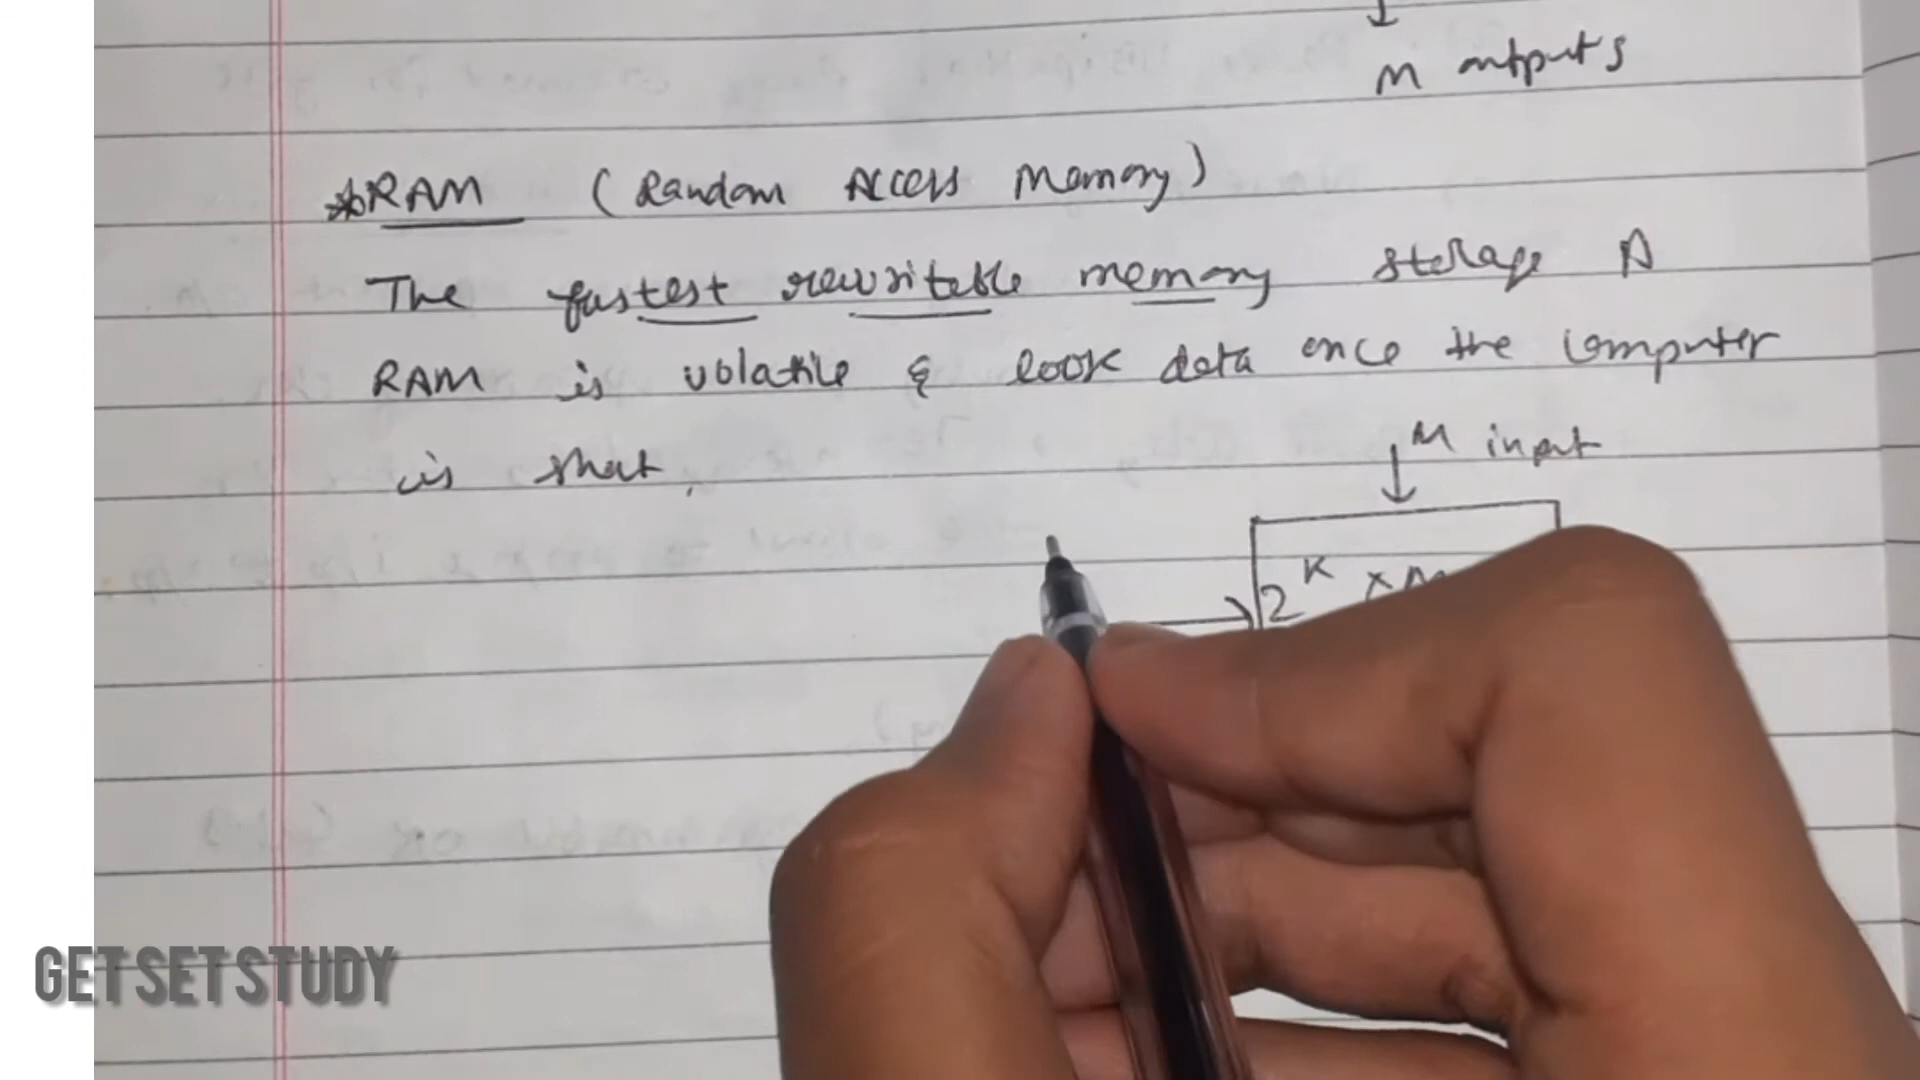 M outputs
RAM (Random Access Memory)
The fastest rewritable memory storage A
RAM is volatile & look data once the computer
is shut.
M input
2^K x M
GET SET STUDY